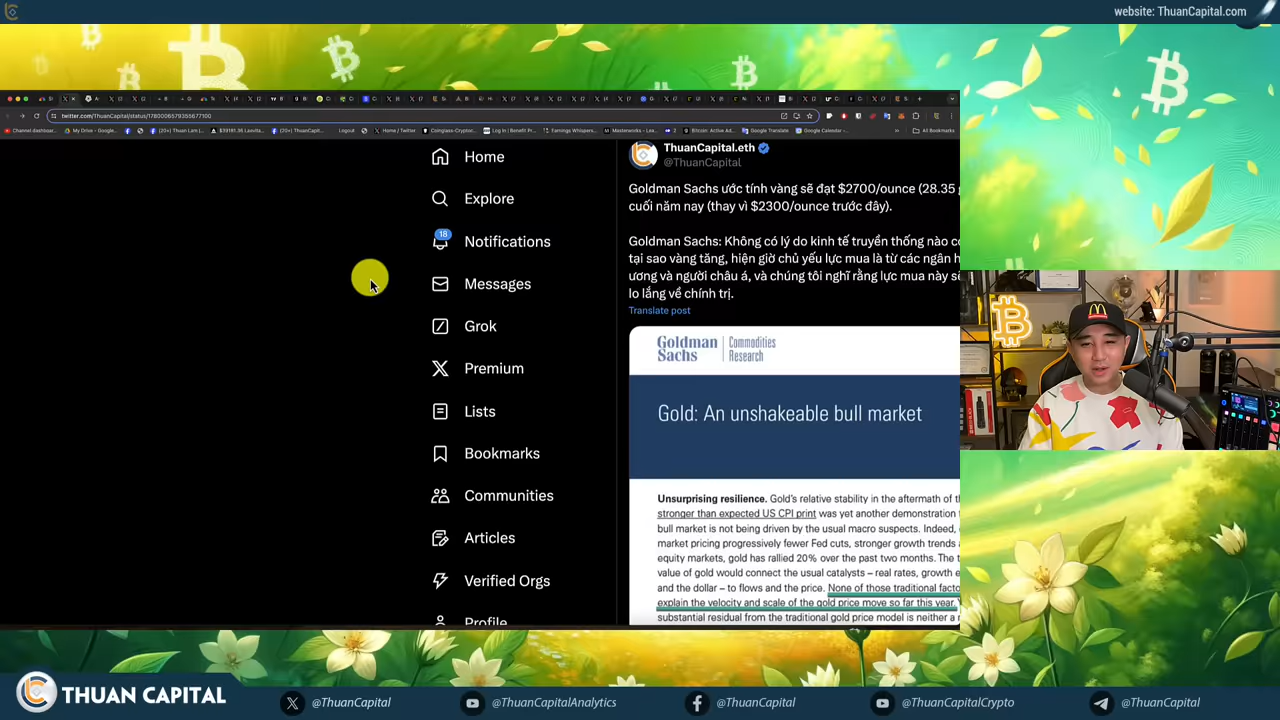 website: ThuanCapital.com
twitter.com/ThuanCapital/status/1780006579355677100
Home
Explore
18
Notifications
Messages
Grok
Premium
Lists
Bookmarks
Communities
Articles
Verified Orgs
Profile
ThuanCapital.eth
@ThuanCapital
Goldman Sachs ước tính vàng sẽ đạt $2700/ounce (28.35
cuối năm nay (thay vì $2300/ounce trước đây).
Goldman Sachs: Không có lý do kinh tế truyền thống nào
tại sao vàng tăng, hiện giờ chủ yếu lực mua là từ các ngân
ương và người châu á, và chúng tôi nghĩ rằng lực mua này
lo lắng về chính trị.
Translate post
Goldman Sachs
Commodities Research
Gold: An unshakeable bull market
Unsurprising resilience. Gold's relative stability in the aftermath of
stronger than expected US CPI print was yet another demonstration
bull market is not being driven by the usual macro suspects. Indeed,
market pricing progressively fewer Fed cuts, stronger growth trends
equity markets, gold has rallied 20% over the past two months. The
value of gold would connect the usual catalysts – real rates, growth
and the dollar – to flows and the price. None of those traditional
explain the velocity and scale of the gold price move so far this year.
substantial residual from the traditional gold price model is neither a
THUAN CAPITAL
@ThuanCapital
@ThuanCapitalAnalytics
@ThuanCapital
@ThuanCapitalCrypto
@ThuanCapital